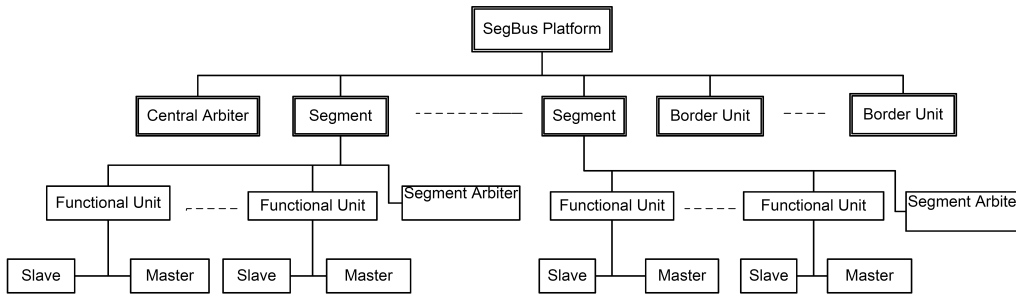 SegBus Platform
Central Arbiter
Segment
Segment
Border Unit
Border Unit
Functional Unit
Functional Unit
Segment Arbiter
Functional Unit
Functional Unit
Segment Arbite
Slave
Master
Slave
Master
Slave
Master
Slave
Master